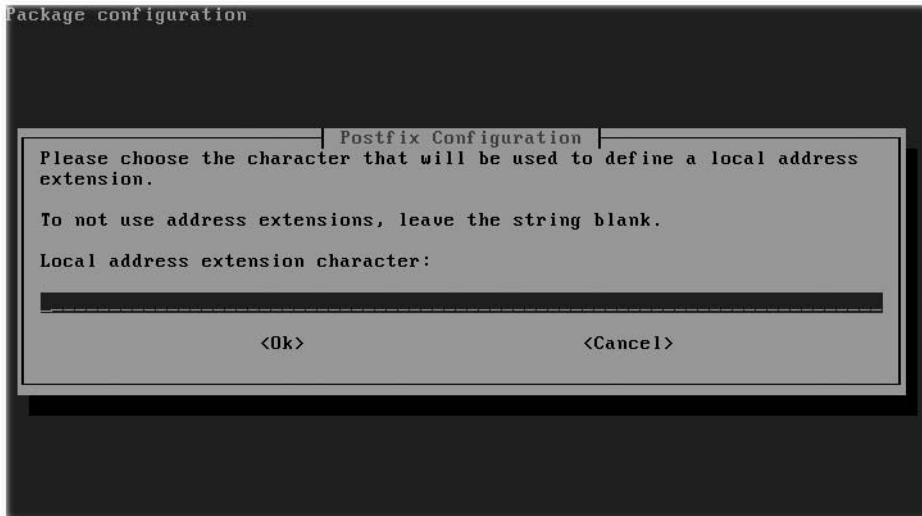 Package configuration
Postfix Configuration
Please choose the character that will be used to define a local address
extension.
To not use address extensions, leave the string blank.
Local address extension character:
<Ok> <Cancel>